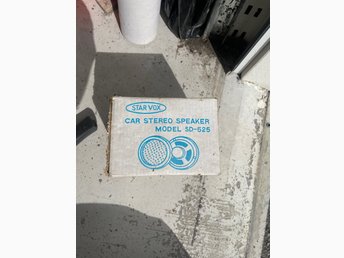 STAR VOX
CAR STEREO SPEAKER
MODEL SD-525